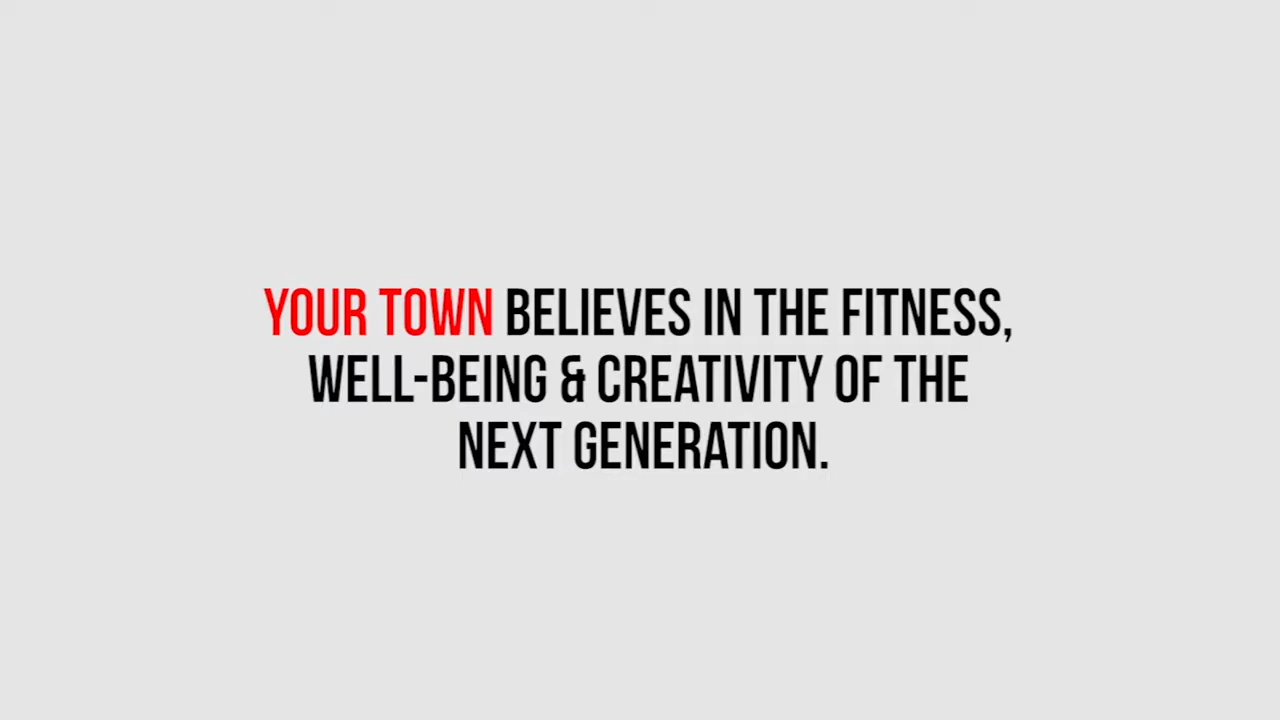 YOUR TOWN BELIEVES IN THE FITNESS,
WELL-BEING & CREATIVITY OF THE
NEXT GENERATION.